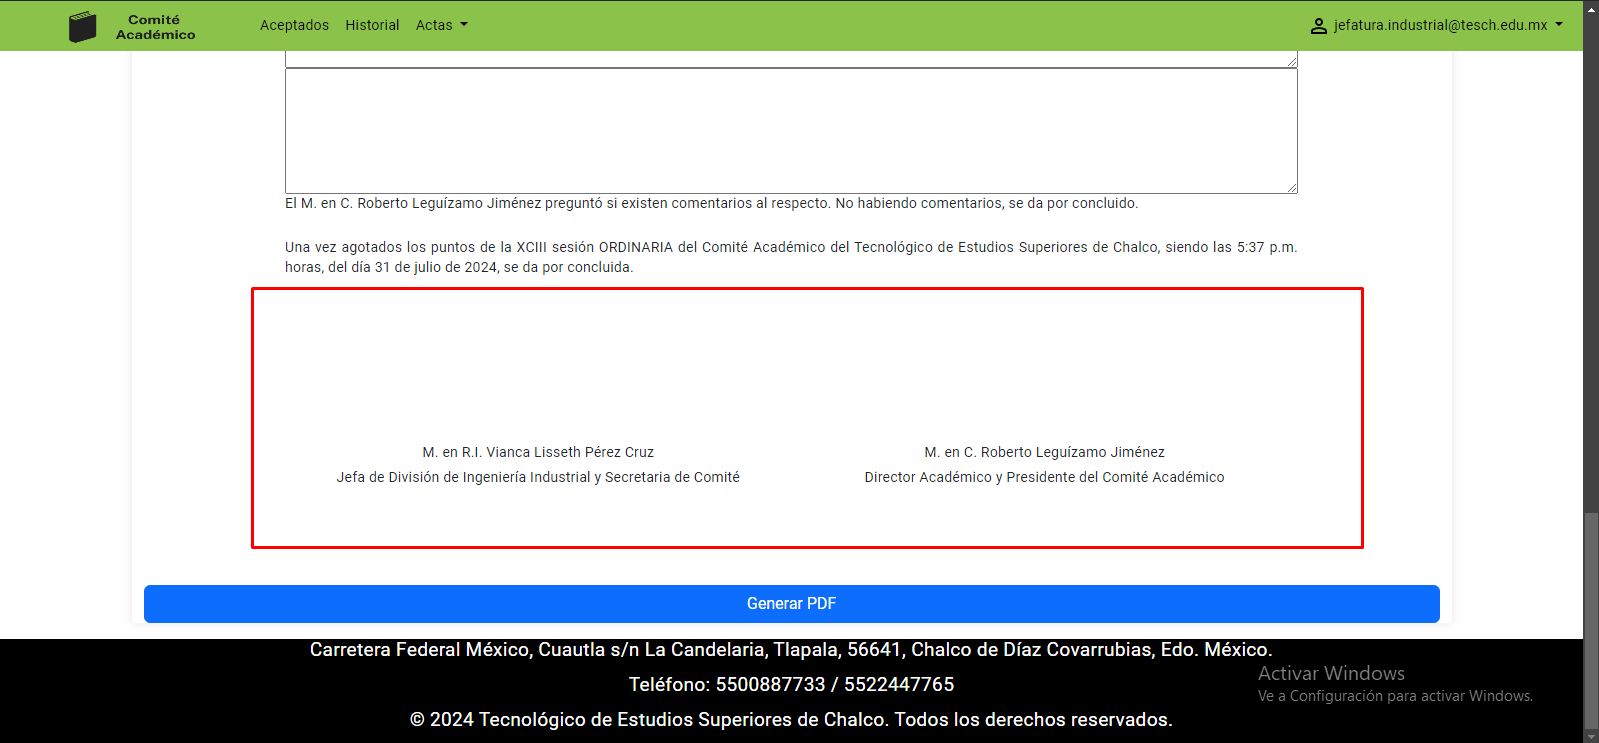 Comité
Académico
Aceptados Historial Actas
jefatura.industrial@tesch.edu.mx
El M. en C. Roberto Leguízamo Jiménez preguntó si existen comentarios al respecto. No habiendo comentarios, se da por concluido.
Una vez agotados los puntos de la XCIII sesión ORDINARIA del Comité Académico del Tecnológico de Estudios Superiores de Chalco, siendo las 5:37 p.m.
horas, del día 31 de julio de 2024, se da por concluida.
M. en R.I. Vianca Lisseth Pérez Cruz
Jefa de División de Ingeniería Industrial y Secretaria de Comité
M. en C. Roberto Leguízamo Jiménez
Director Académico y Presidente del Comité Académico
Generar PDF
Carretera Federal México, Cuautla s/n La Candelaria, Tlapala, 56641, Chalco de Díaz Covarrubias, Edo. México.
Teléfono: 5500887733 / 5522447765
© 2024 Tecnológico de Estudios Superiores de Chalco. Todos los derechos reservados.
Activar Windows
Ve a Configuración para activar Windows.